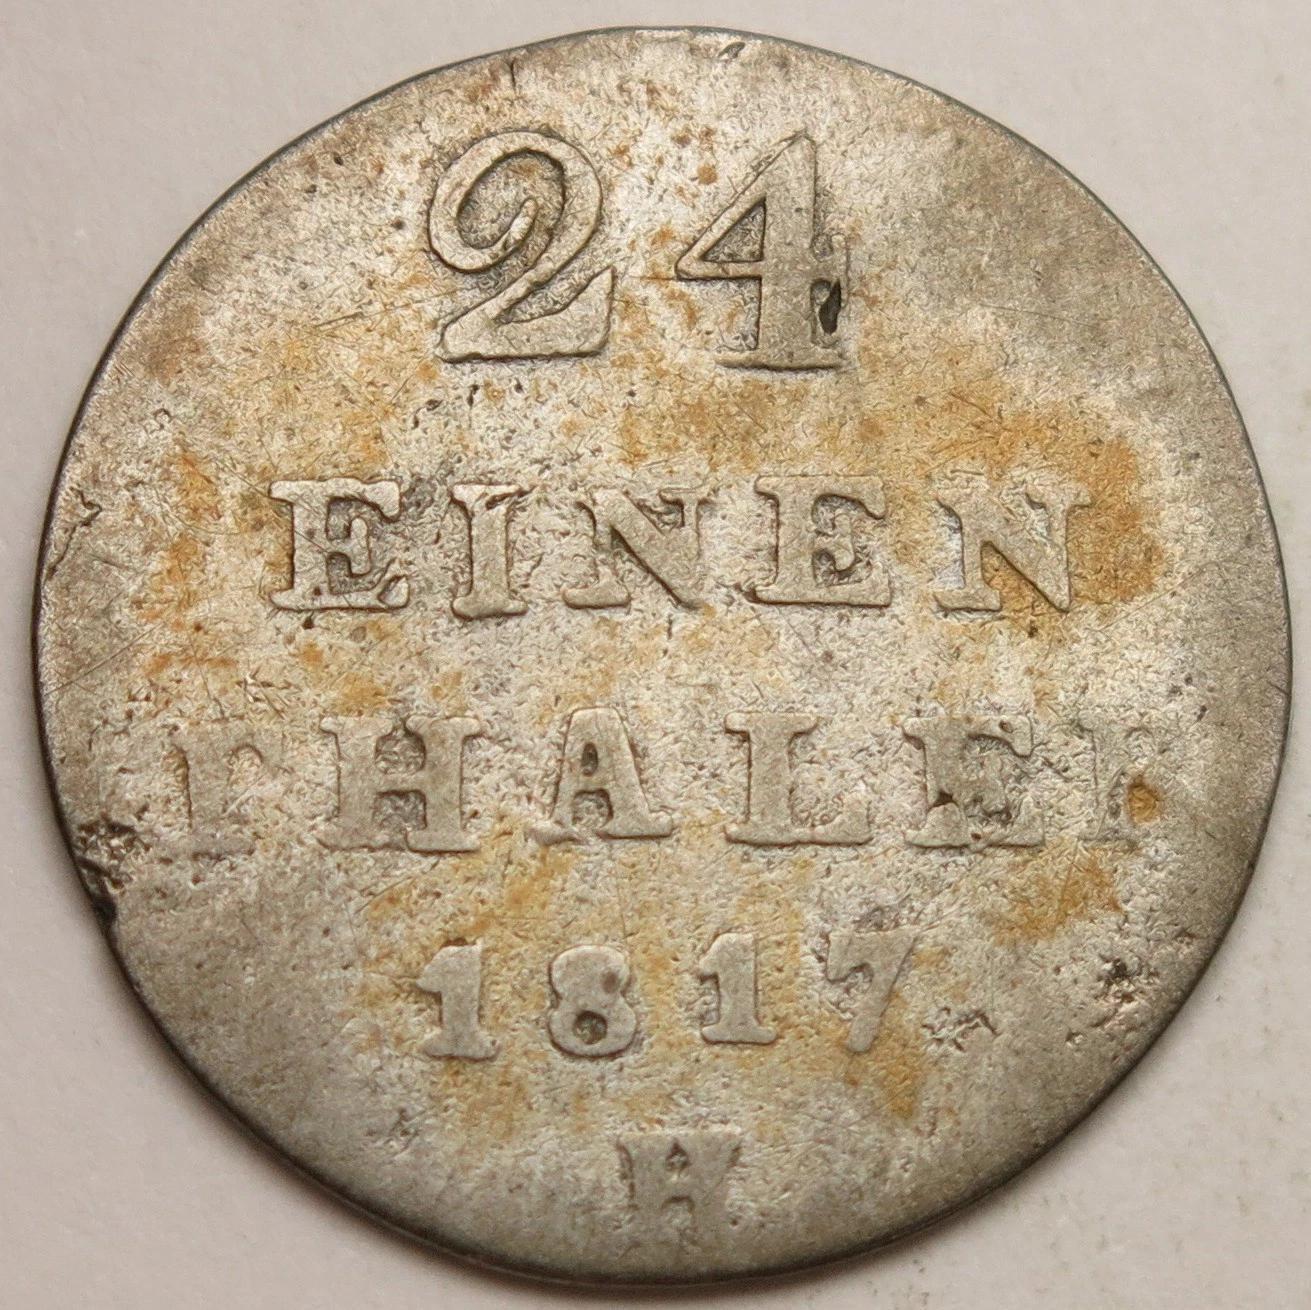 24
EINEN
THALER
1817
H